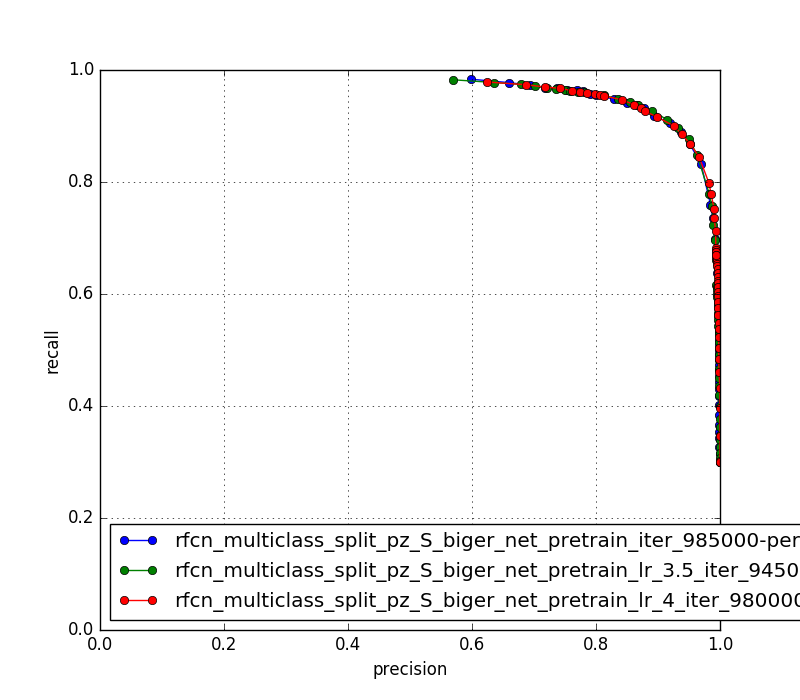 1.0
0.8
0.6
0.4
0.2
0.0
recall
rfcn_multiclass_split_pz_S_biger_net_pretrain_iter_985000-per
rfcn_multiclass_split_pz_S_biger_net_pretrain_lr_3.5_iter_9450
rfcn_multiclass_split_pz_S_biger_net_pretrain_lr_4_iter_980000
0.0 0.2 0.4 0.6 0.8 1.0
precision